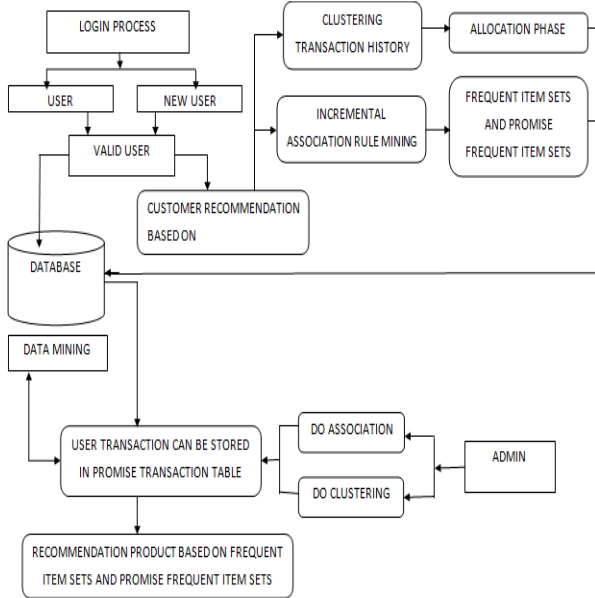 LOGIN PROCESS
CLUSTERING
TRANSACTION HISTORY
ALLOCATION PHASE
USER
NEW USER
INCREMENTAL
ASSOCIATION RULE MINING
FREQUENT ITEM SETS
AND PROMISE
FREQUENT ITEM SETS
VALID USER
CUSTOMER RECOMMENDATION
BASED ON
DATABASE
DATA MINING
USER TRANSACTION CAN BE STORED
IN PROMISE TRANSACTION TABLE
DO ASSOCIATION
DO CLUSTERING
ADMIN
RECOMMENDATION PRODUCT BASED ON FREQUENT
ITEM SETS AND PROMISE FREQUENT ITEM SETS